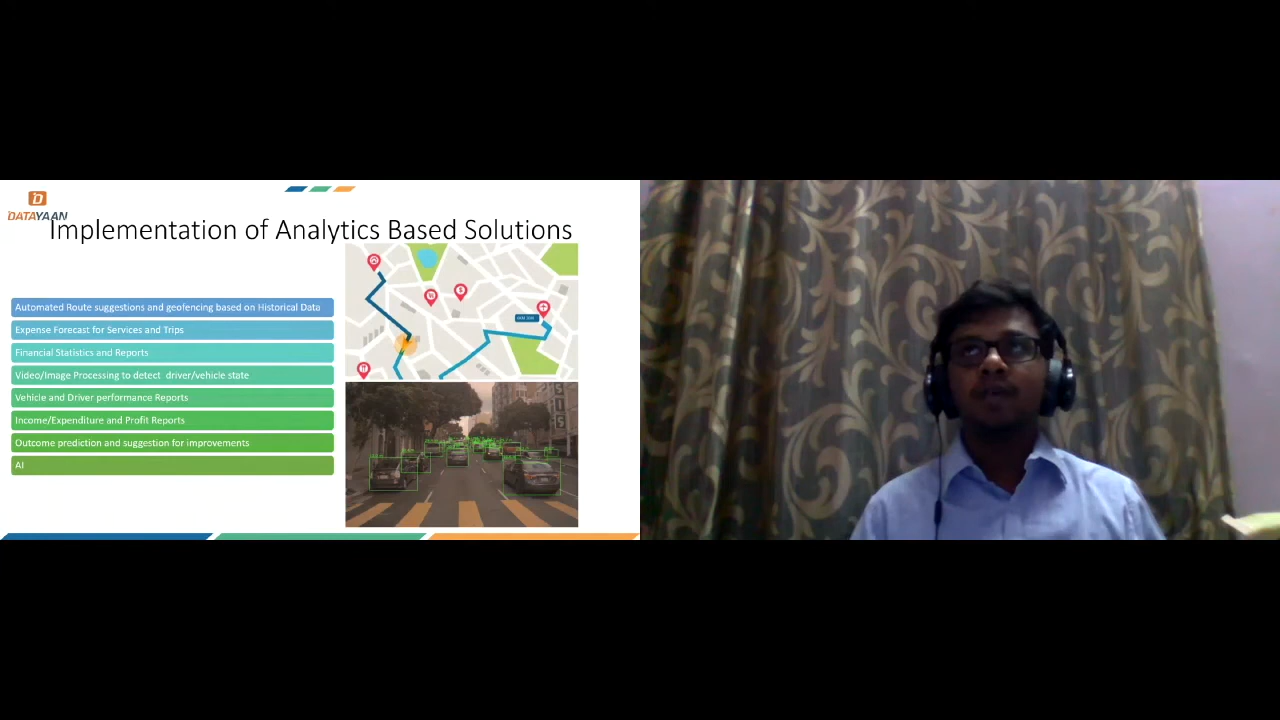 DATAYAAN
Implementation of Analytics Based Solutions
Automated Route suggestions and geofencing based on Historical Data
Expense Forecast for Services and Trips
Financial Statistics and Reports
Video/Image Processing to detect driver/vehicle state
Vehicle and Driver performance Reports
Income/Expenditure and Profit Reports
Outcome prediction and suggestion for improvements
AI